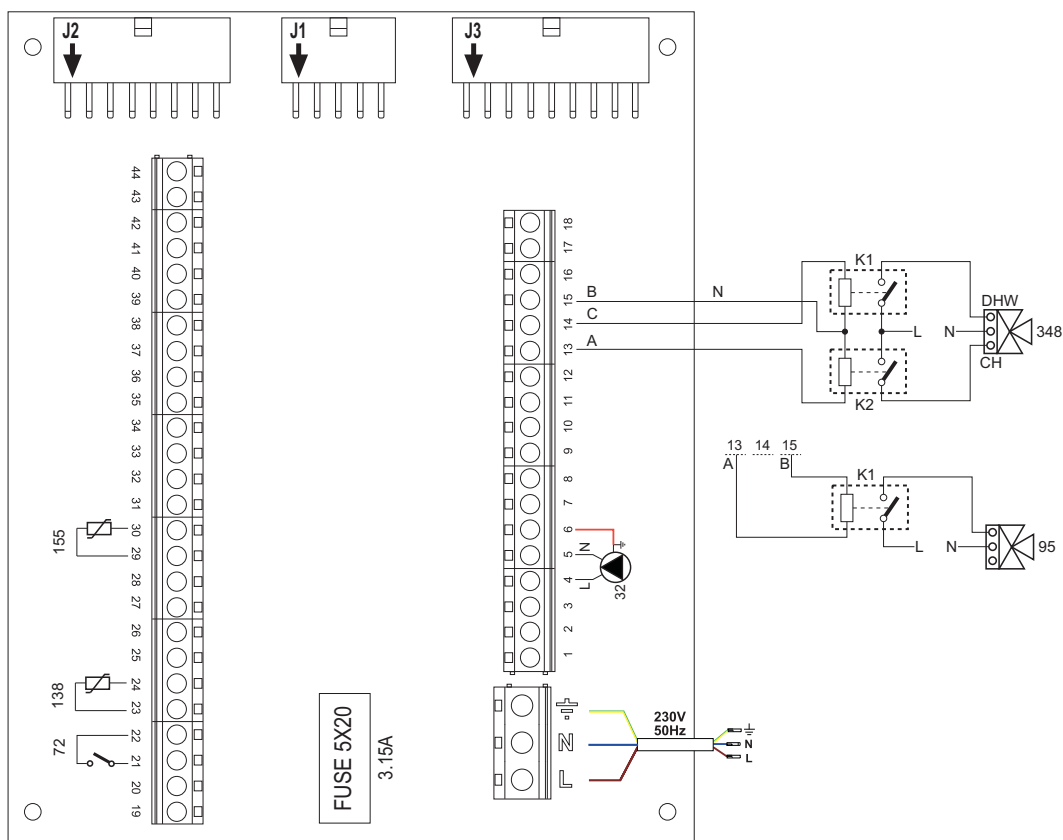 J2
J1
J3
44
43
42
41
40
39
38
37
36
35
34
33
32
31
30
29
28
27
26
25
24
23
22
21
20
19
155
138
72
FUSE 5X20
3.15A
18
17
16
15
14
13
12
11
10
9
8
7
6
5
4
3
2
1
B
C
A
N
N
L
32
N
L
230V
50Hz
N
L
K1
K2
L
DHW
N
348
CH
13 14 15
A B
K1
L
N
95